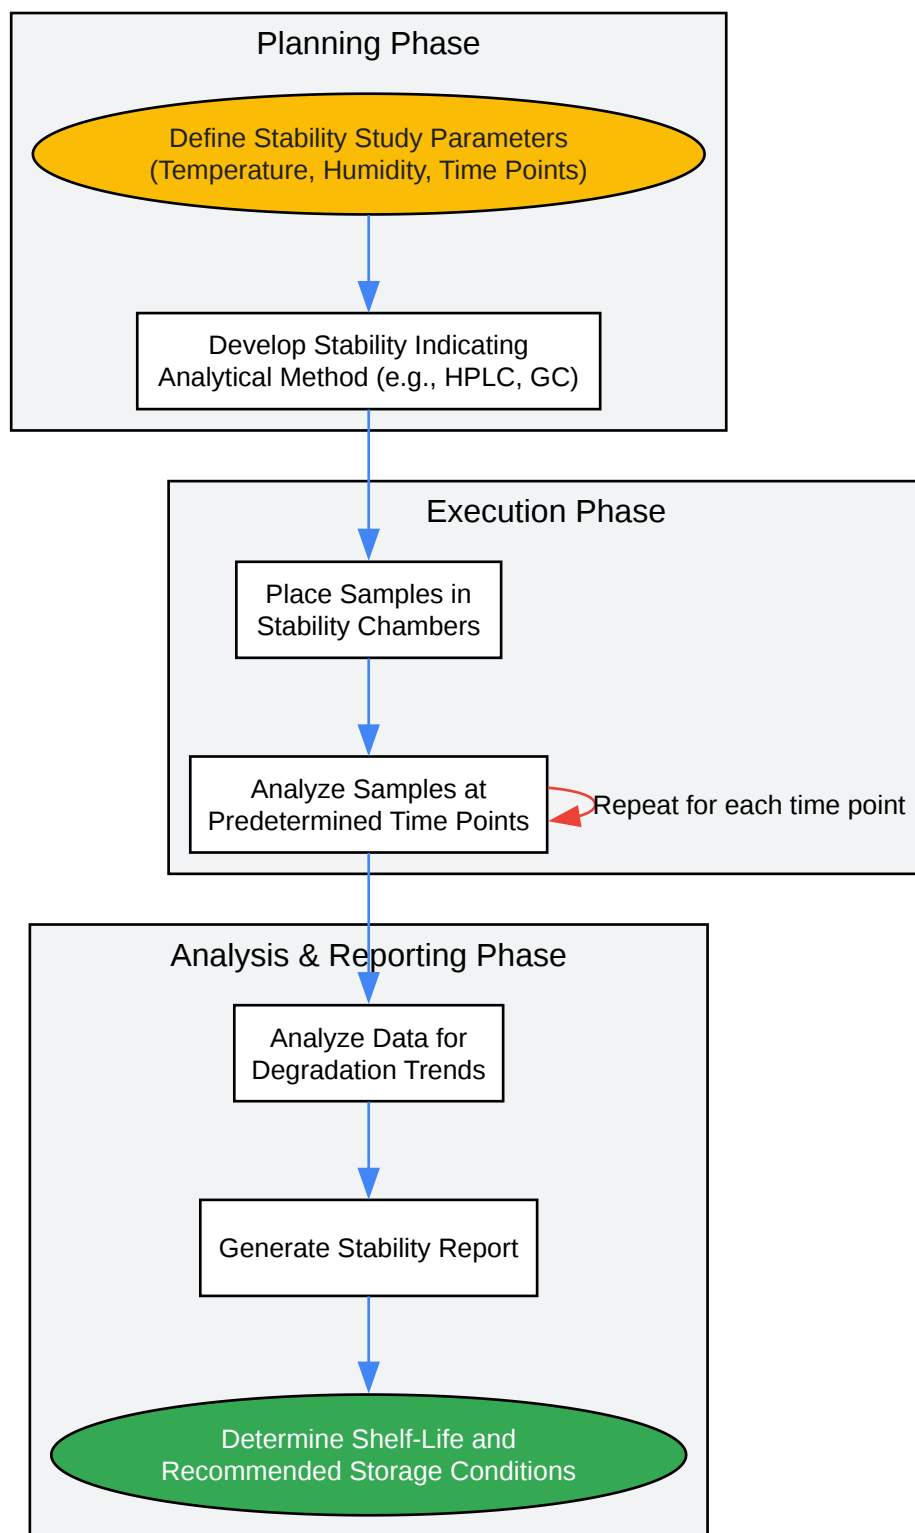 Planning Phase
Define Stability Study Parameters
(Temperature, Humidity, Time Points)
Develop Stability Indicating
Analytical Method (e.g., HPLC, GC)
Execution Phase
Place Samples in
Stability Chambers
Analyze Samples at
Predetermined Time Points
Repeat for each time point
Analysis & Reporting Phase
Analyze Data for
Degradation Trends
Generate Stability Report
Determine Shelf-Life and
Recommended Storage Conditions